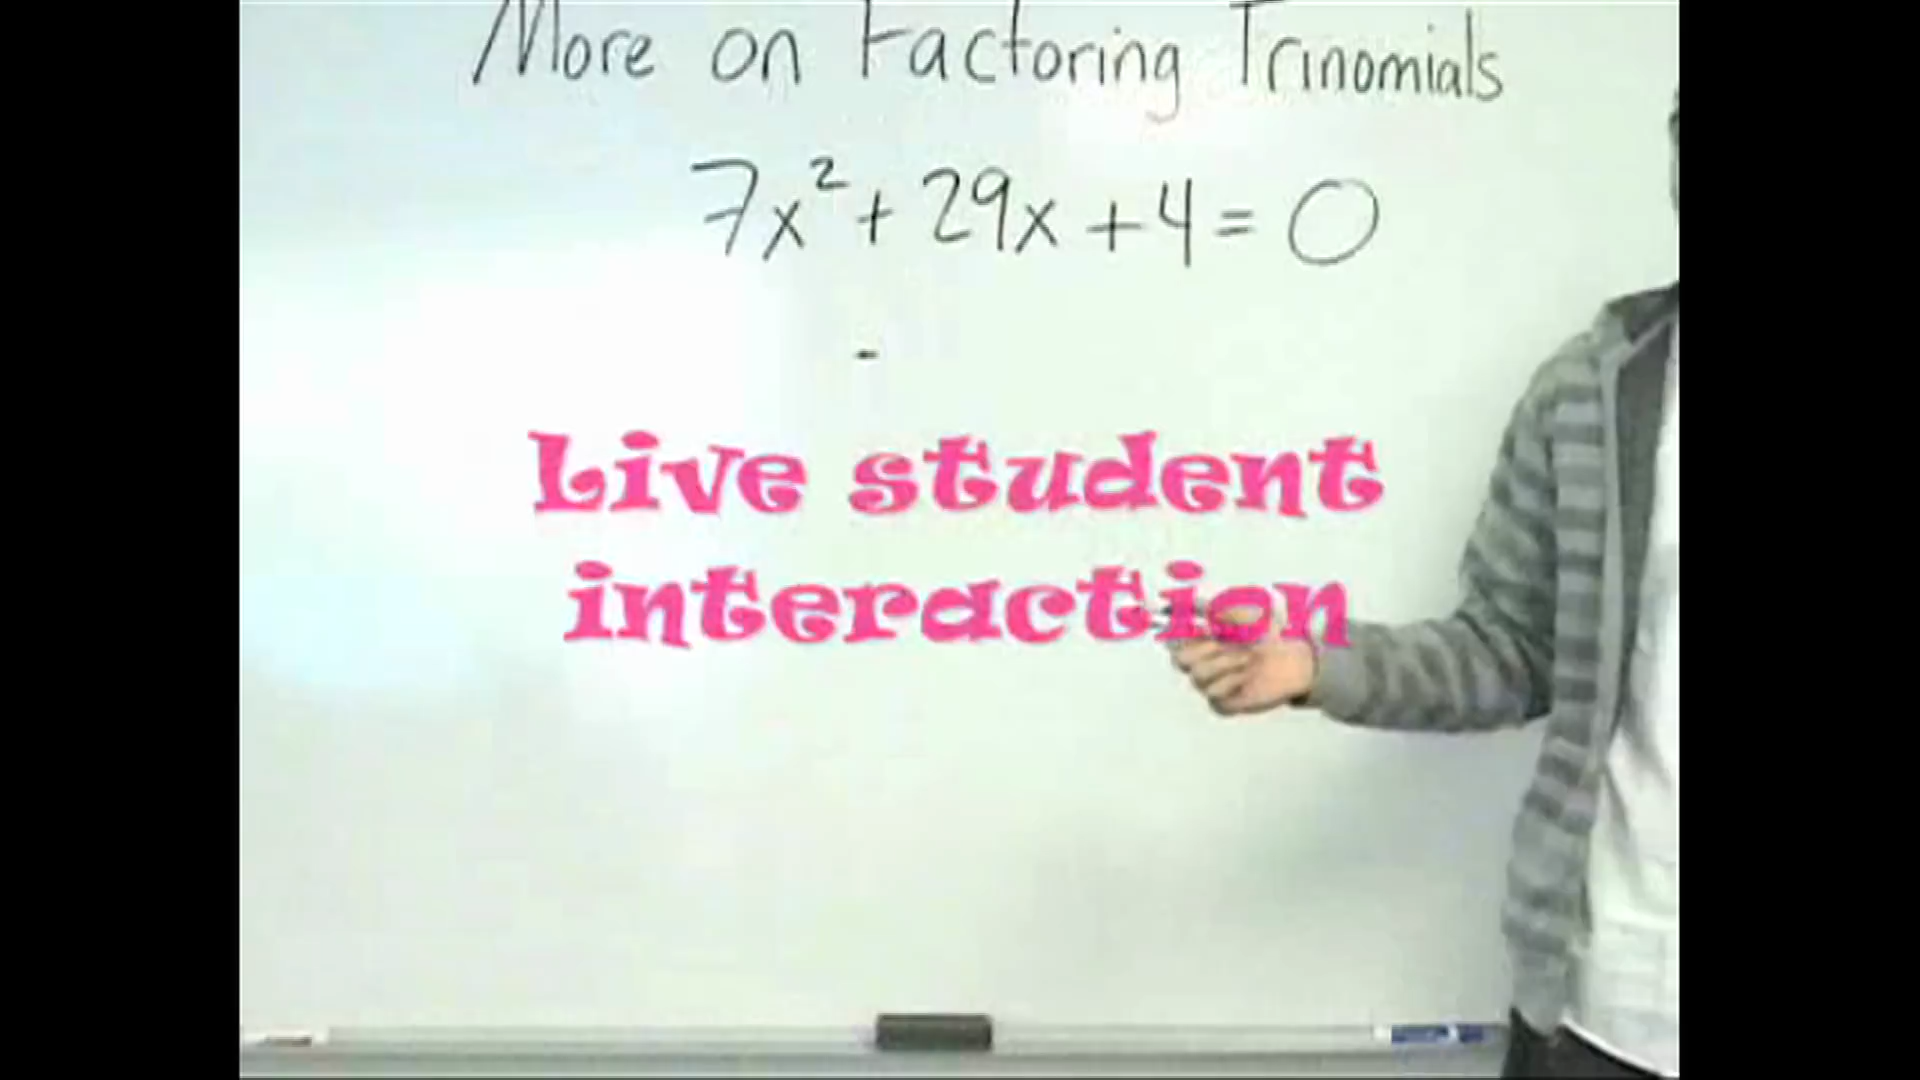 More on Factoring Trinomials
7x² + 29x + 4 = 0
-
Live student
interaction